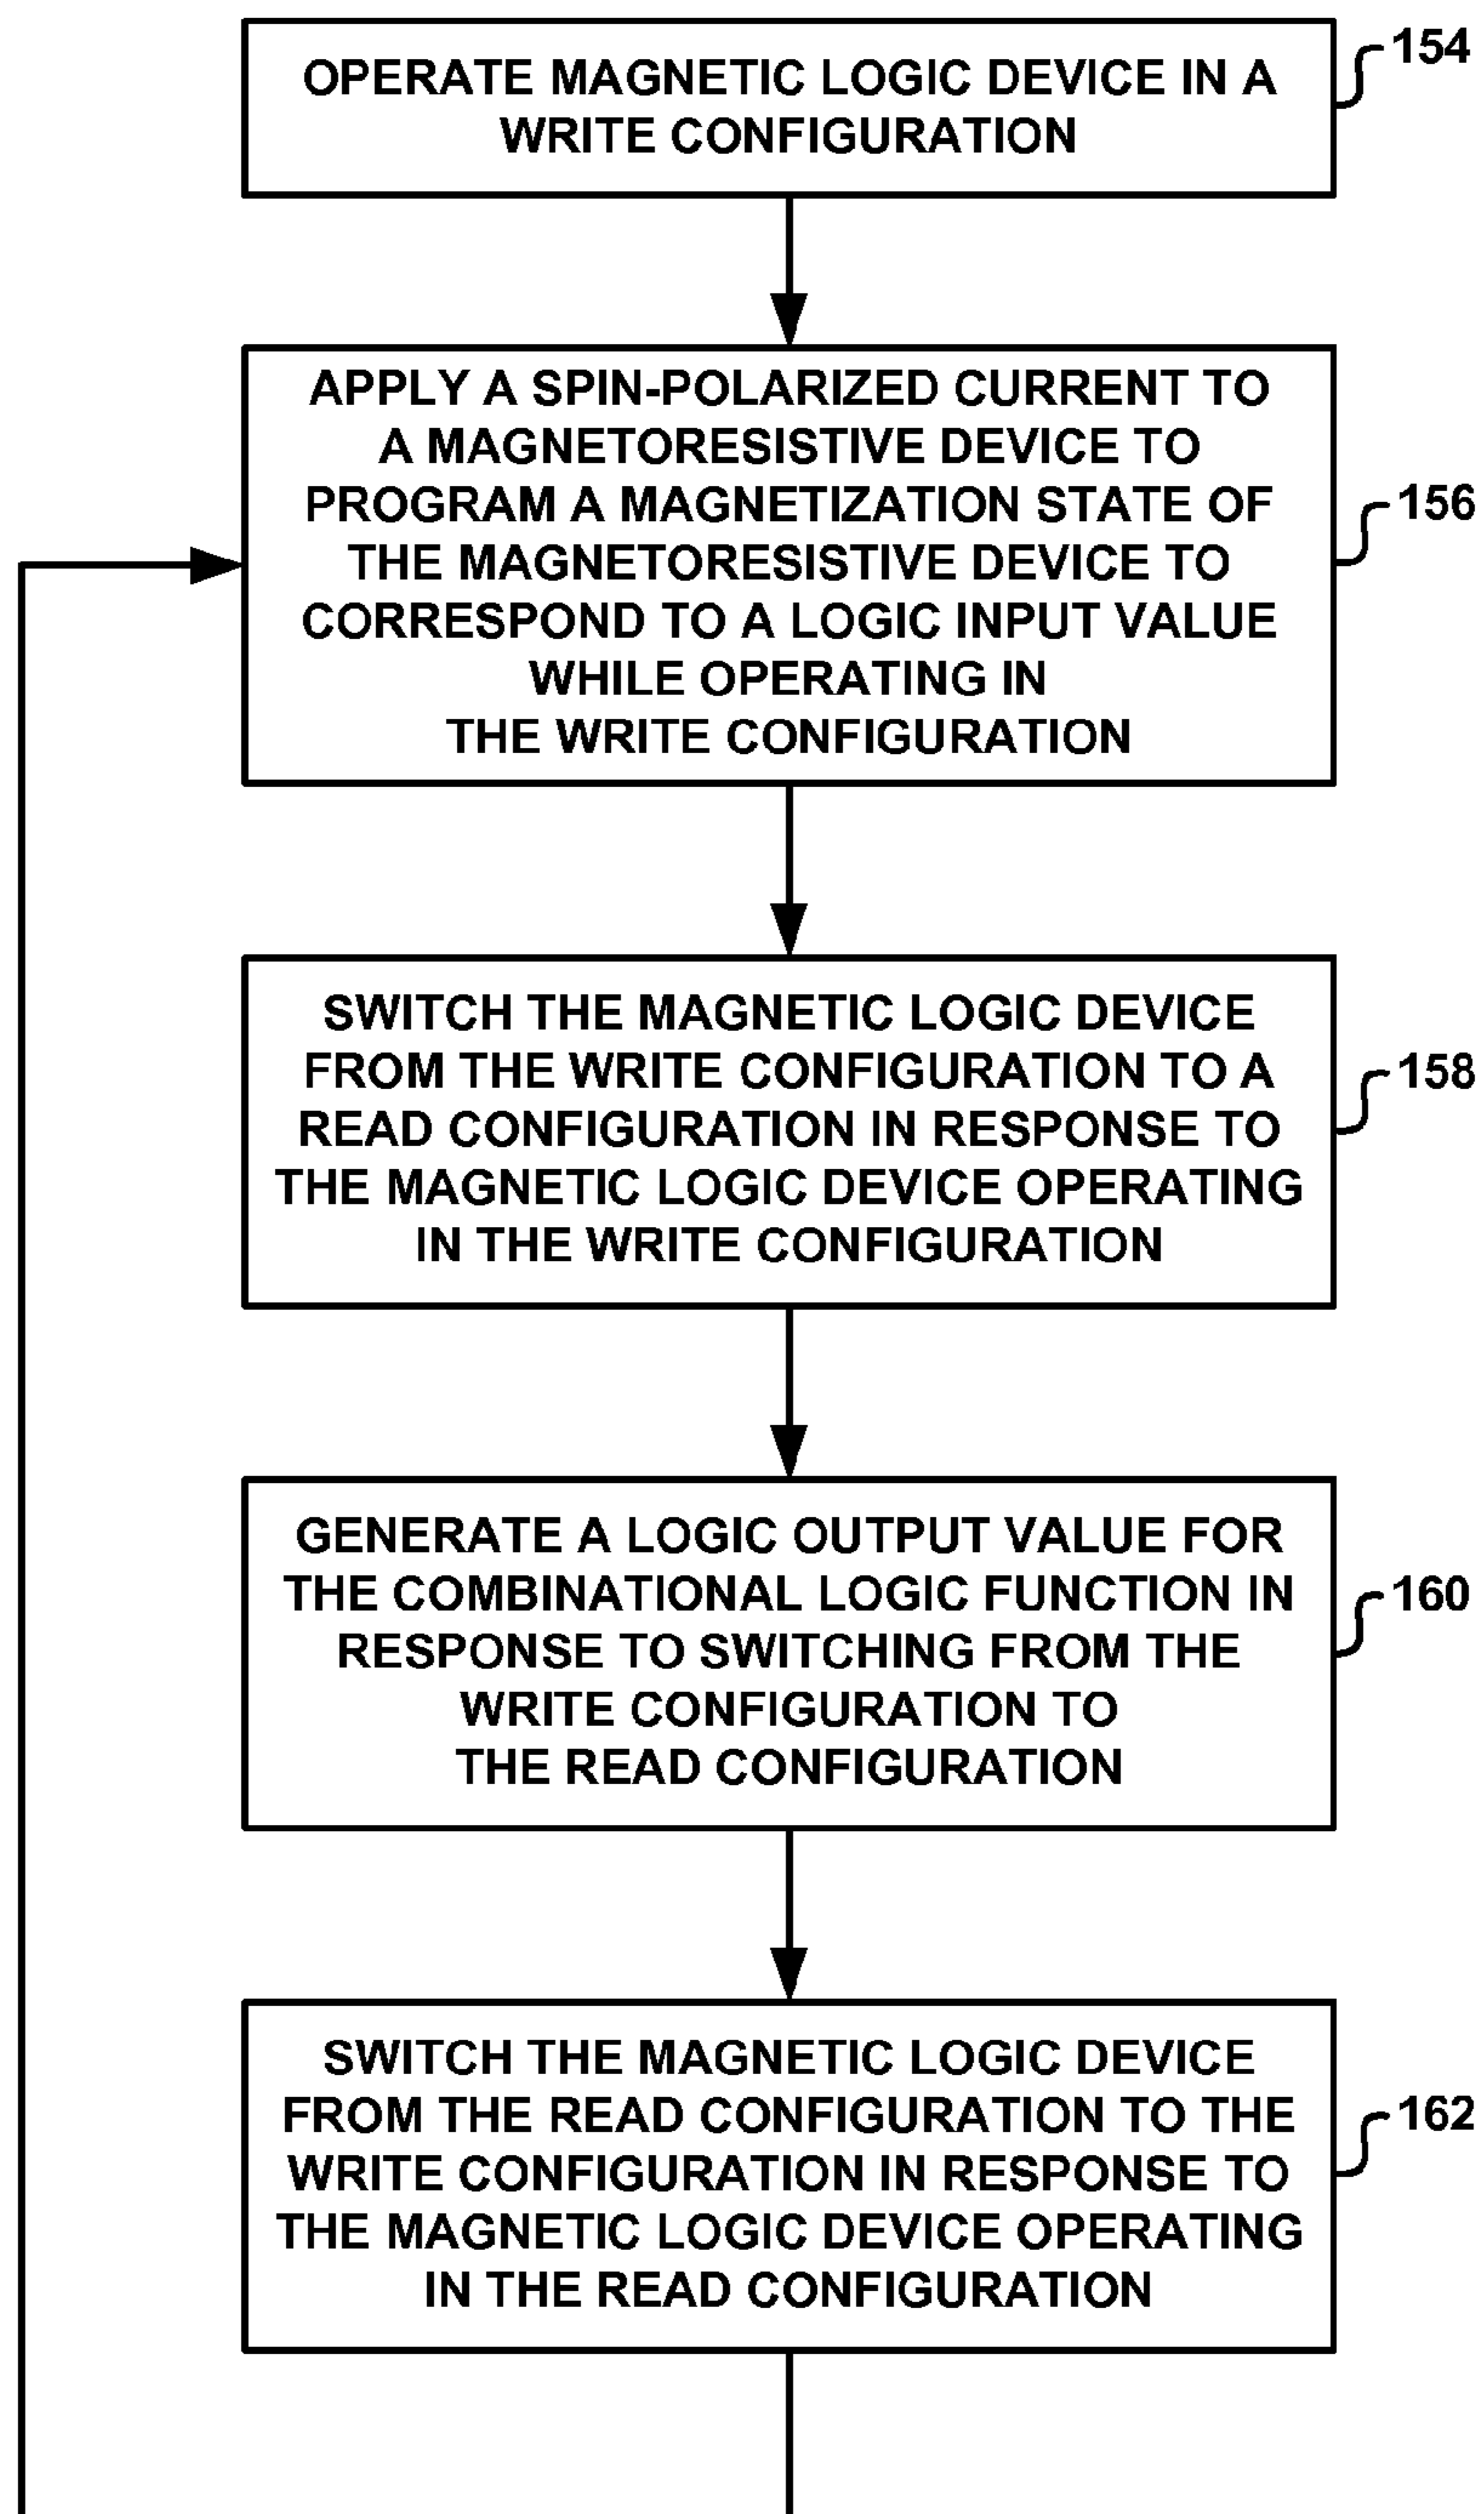 154
OPERATE MAGNETIC LOGIC DEVICE IN A
WRITE CONFIGURATION
APPLY A SPIN-POLARIZED CURRENT TO
A MAGNETORESISTIVE DEVICE TO
PROGRAM A MAGNETIZATION STATE OF
156
THE MAGNETORESISTIVE DEVICE TO
CORRESPOND TO A LOGIC INPUT VALUE
WHILE OPERATING IN
THE WRITE CONFIGURATION
SWITCH THE MAGNETIC LOGIC DEVICE
FROM THE WRITE CONFIGURATION TO A
158
READ CONFIGURATION IN RESPONSE TO
THE MAGNETIC LOGIC DEVICE OPERATING
IN THE WRITE CONFIGURATION
GENERATE A LOGIC OUTPUT VALUE FOR
THE COMBINATIONAL LOGIC FUNCTION IN
160
RESPONSE TO SWITCHING FROM THE
WRITE CONFIGURATION TO
THE READ CONFIGURATION
SWITCH THE MAGNETIC LOGIC DEVICE
FROM THE READ CONFIGURATION TO THE
162
WRITE CONFIGURATION IN RESPONSE TO
THE MAGNETIC LOGIC DEVICE OPERATING
IN THE READ CONFIGURATION